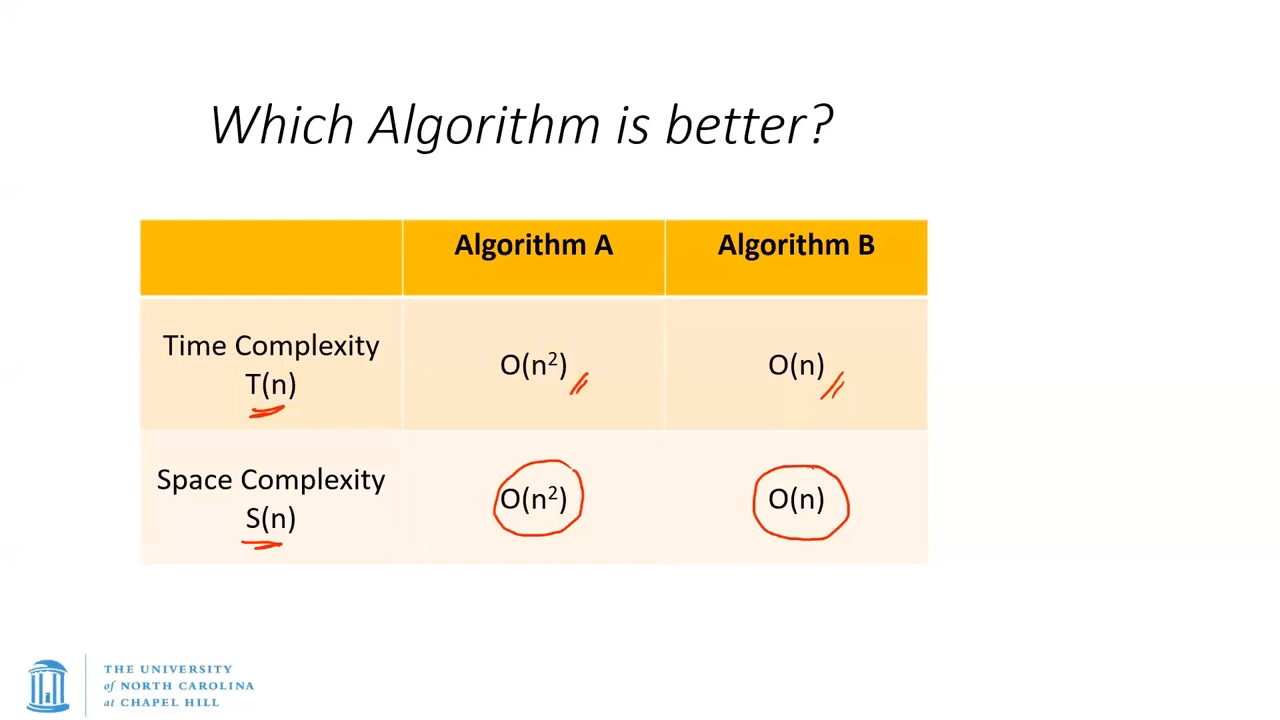 Which Algorithm is better?
Algorithm A Algorithm B
Time Complexity
T(n) O(n²) O(n)
Space Complexity
S(n) O(n²) O(n)
THE UNIVERSITY
of NORTH CAROLINA
at CHAPEL HILL